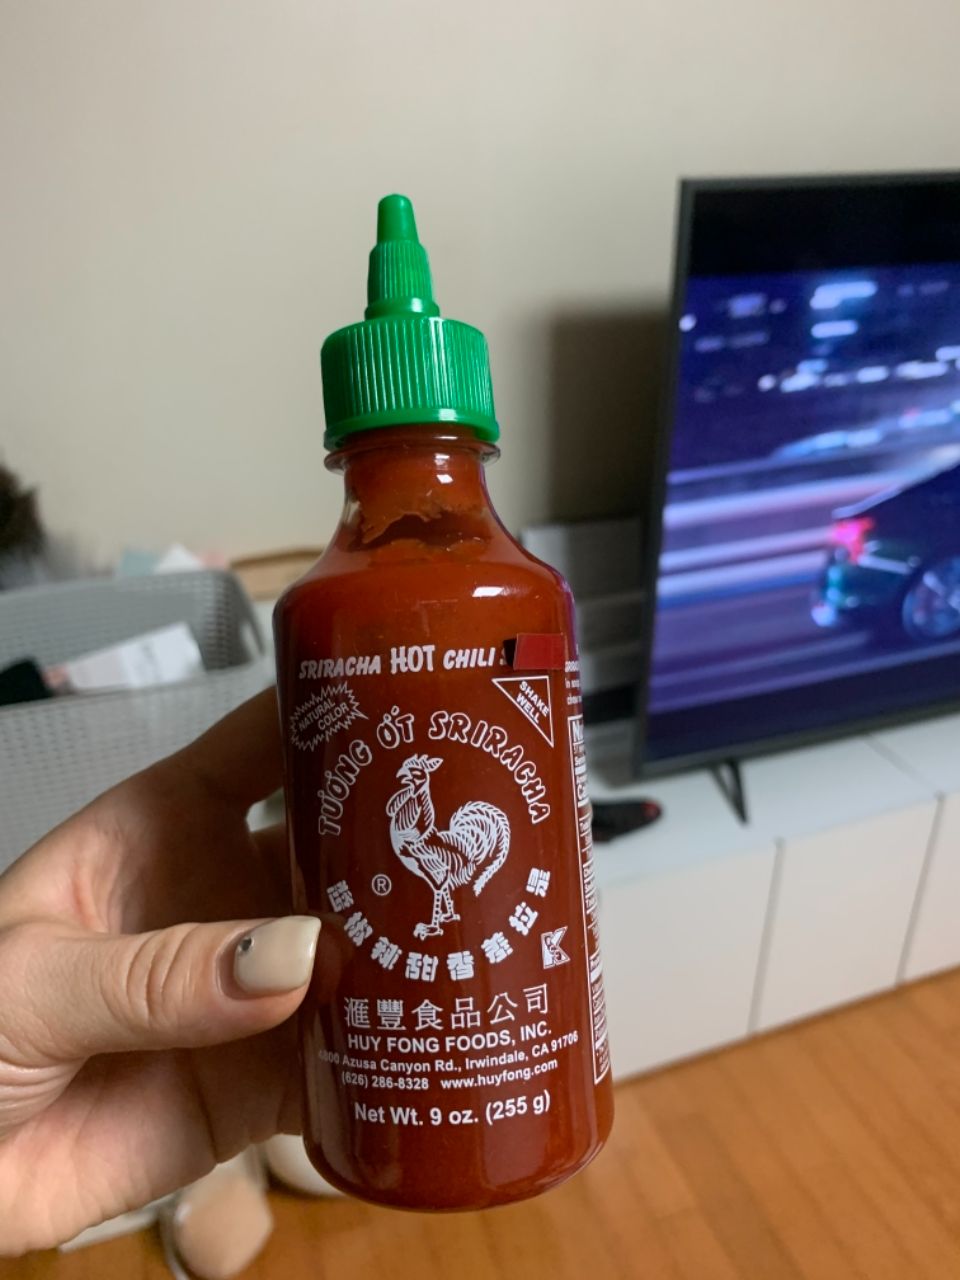 SRIRACHA HOT CHILI
NATURAL COLOR
SHAKE WELL
TƯƠNG ỚT SRIRACHA
®
K
滙豐食品公司
HUY FONG FOODS, INC.
4800 Azusa Canyon Rd., Irwindale, CA 91706
(626) 286-8328 www.huyfong.com
Net Wt. 9 oz. (255 g)